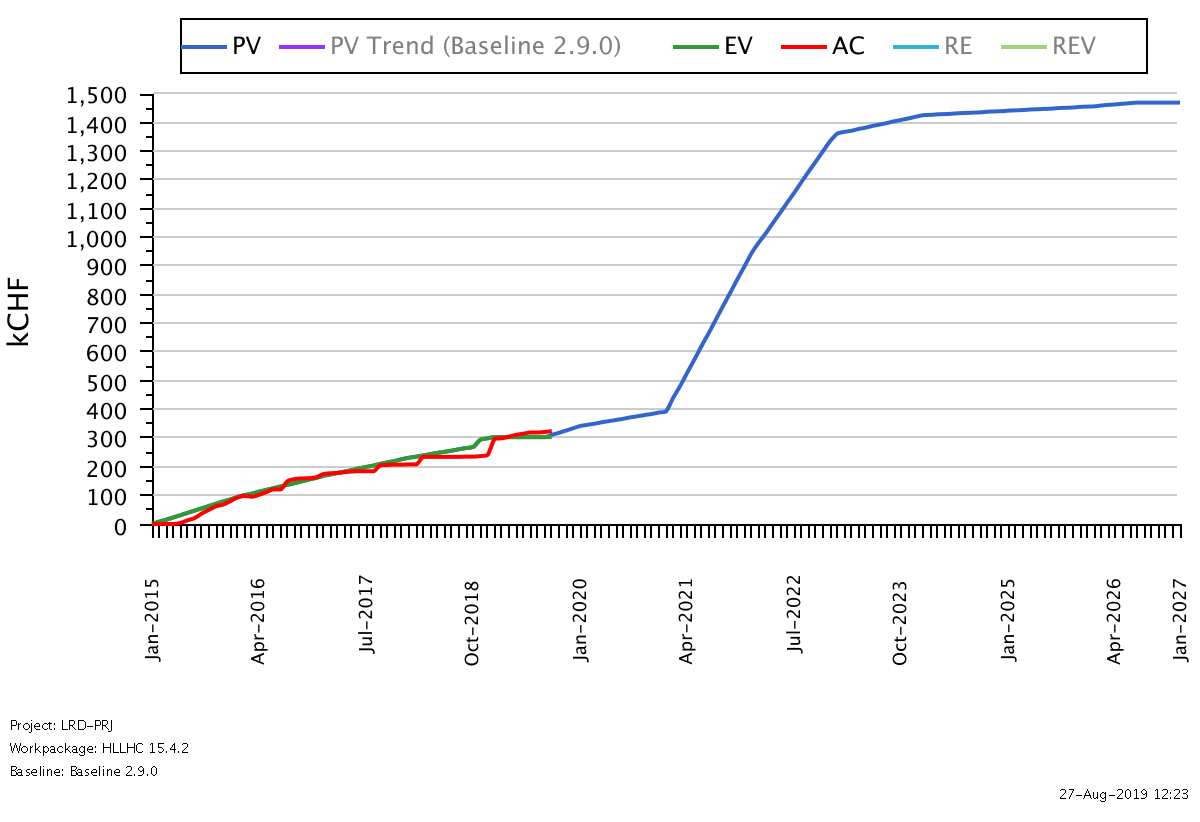 PV PV Trend (Baseline 2.9.0) EV AC RE REV
1,500
1,400
1,300
1,200
1,100
1,000
900
800
700
600
500
400
300
200
100
0
kCHF
Jan-2015 Apr-2016 Jul-2017 Oct-2018 Jan-2020 Apr-2021 Jul-2022 Oct-2023 Jan-2025 Apr-2026 Jan-2027
Project: LRD-PRJ
Workpackage: HLLHC 15.4.2
Baseline: Baseline 2.9.0
27-Aug-2019 12:23